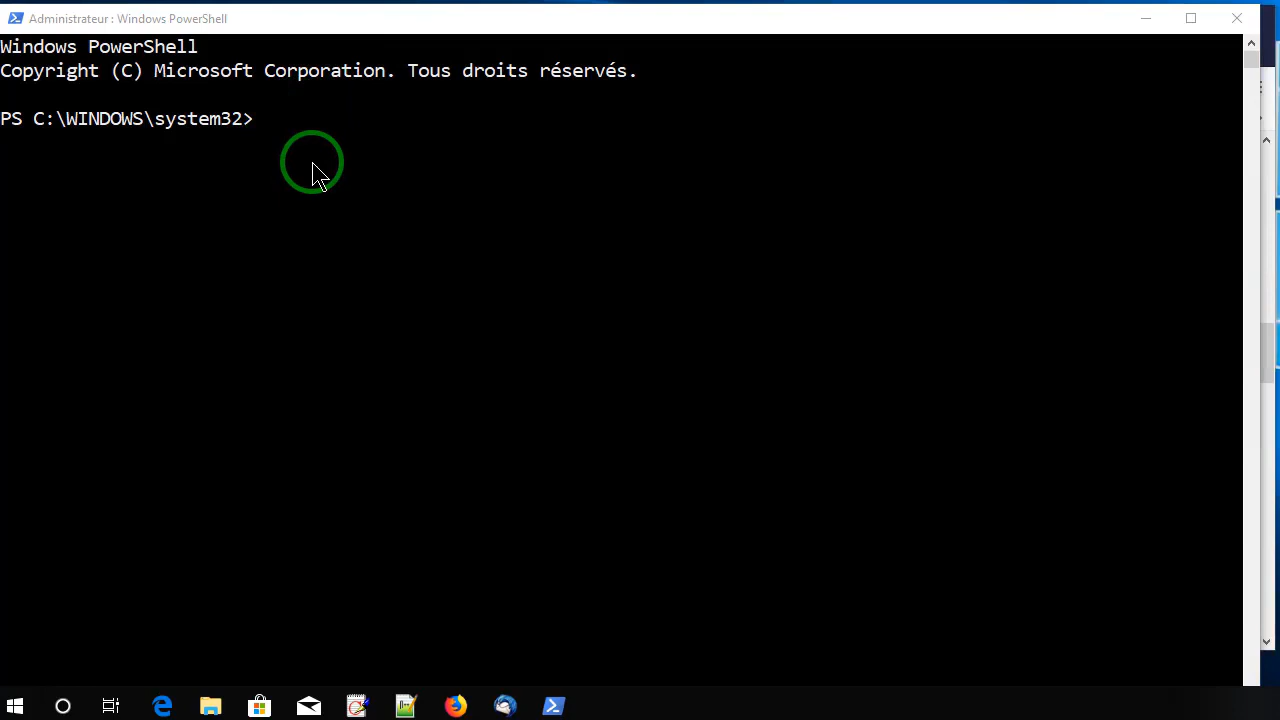 Administrateur : Windows PowerShell
Windows PowerShell
Copyright (C) Microsoft Corporation. Tous droits réservés.
PS C:\WINDOWS\system32>